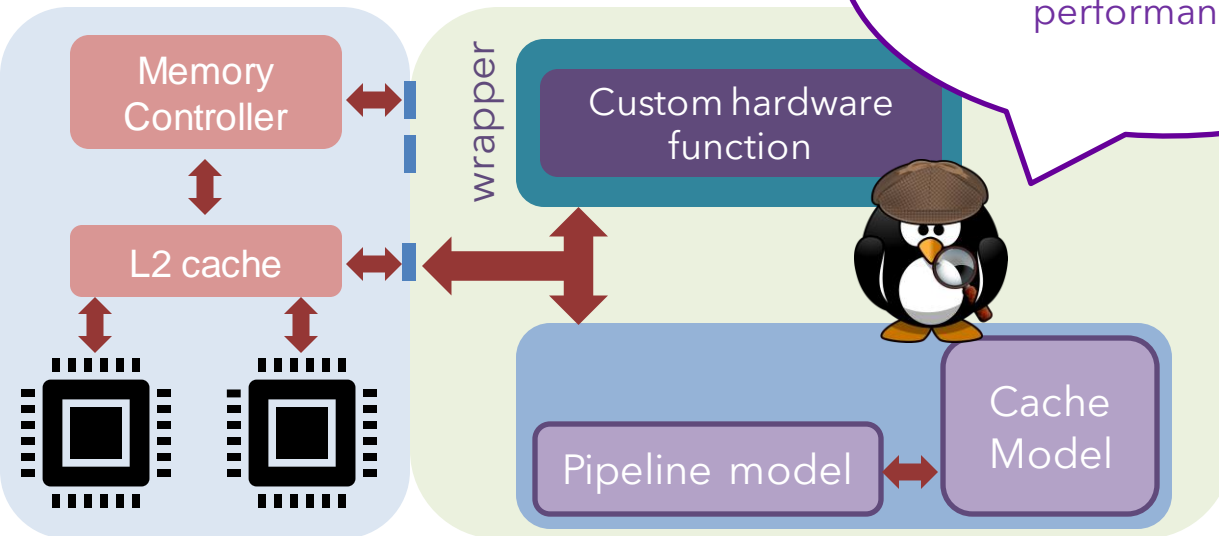 performan
Memory
Controller
wrapper
Custom hardware
function
L2 cache
Cache
Model
Pipeline model